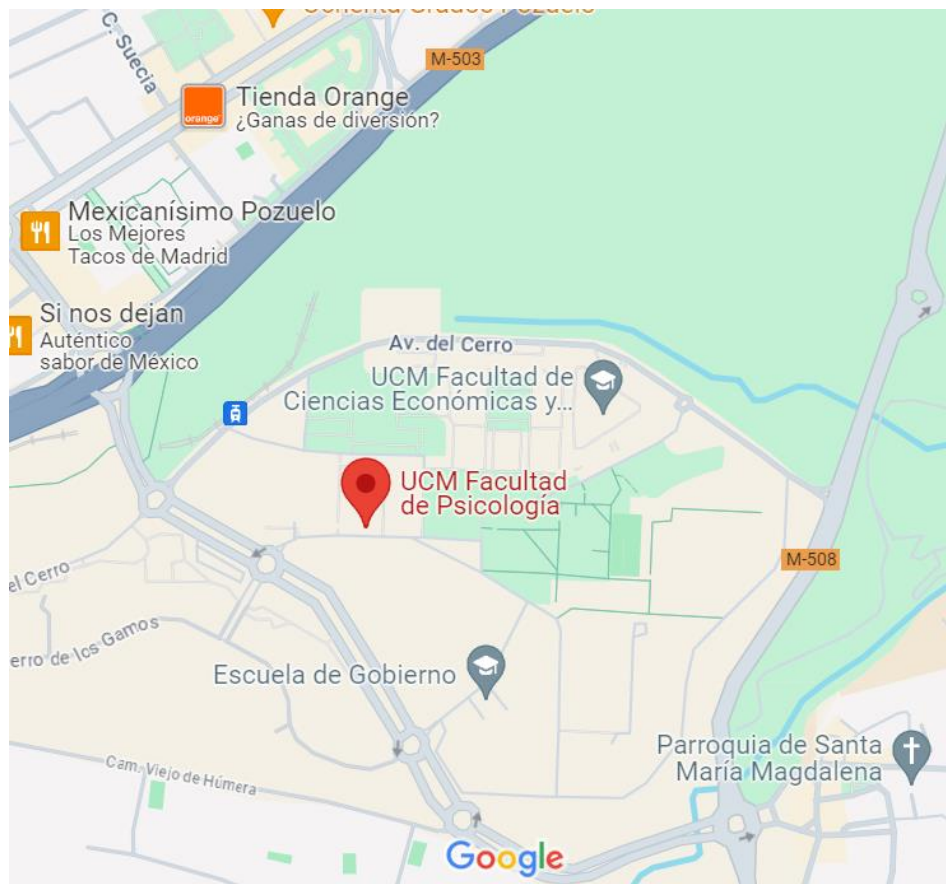 Pozuelo
M-503
C. Suecia
orange
Tienda Orange
¿Ganas de diversión?
Mexicanísimo Pozuelo
Los Mejores
Tacos de Madrid
Si nos dejan
Auténtico
sabor de México
Av. del Cerro
UCM Facultad de
Ciencias Económicas y...
UCM Facultad
de Psicología
M-508
el Cerro
erro de los Gamos
Escuela de Gobierno
Parroquia de Santa
María Magdalena
Cam. Viejo de Húmera
Google